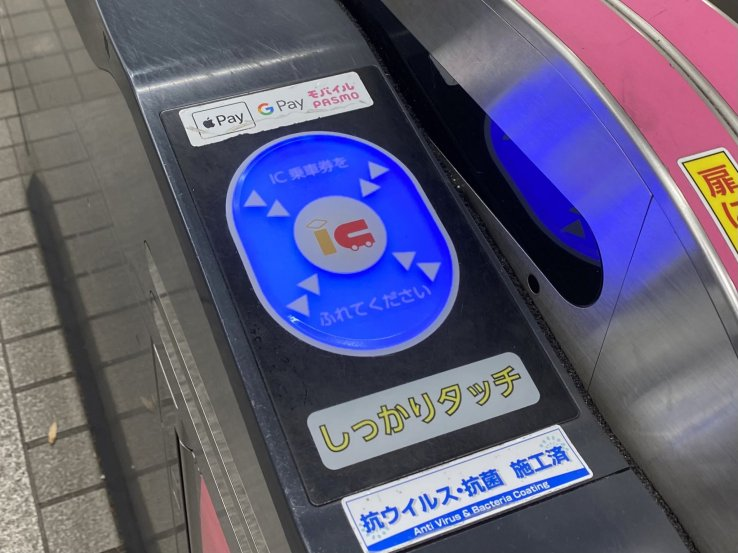 Pay G Pay モバイル
PASMO
IC 乗車券を
IC
ふれてください
しっかりタッチ
抗ウイルス・抗菌 施工済
Anti Virus & Bacteria Coating
扉
に